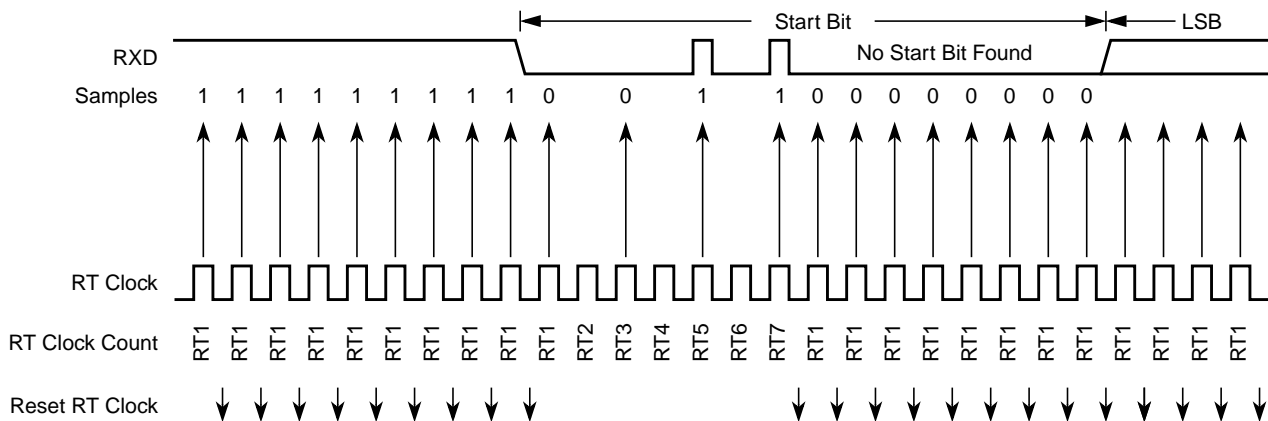 Start Bit LSB
RXD No Start Bit Found
Samples 1 1 1 1 1 1 1 1 1 0 0 1 1 0 0 0 0 0 0 0 0
RT Clock
RT Clock Count RT1 RT1 RT1 RT1 RT1 RT1 RT1 RT1 RT1 RT1 RT2 RT3 RT4 RT5 RT6 RT7 RT1 RT1 RT1 RT1 RT1 RT1 RT1 RT1 RT1 RT1 RT1 RT1
Reset RT Clock